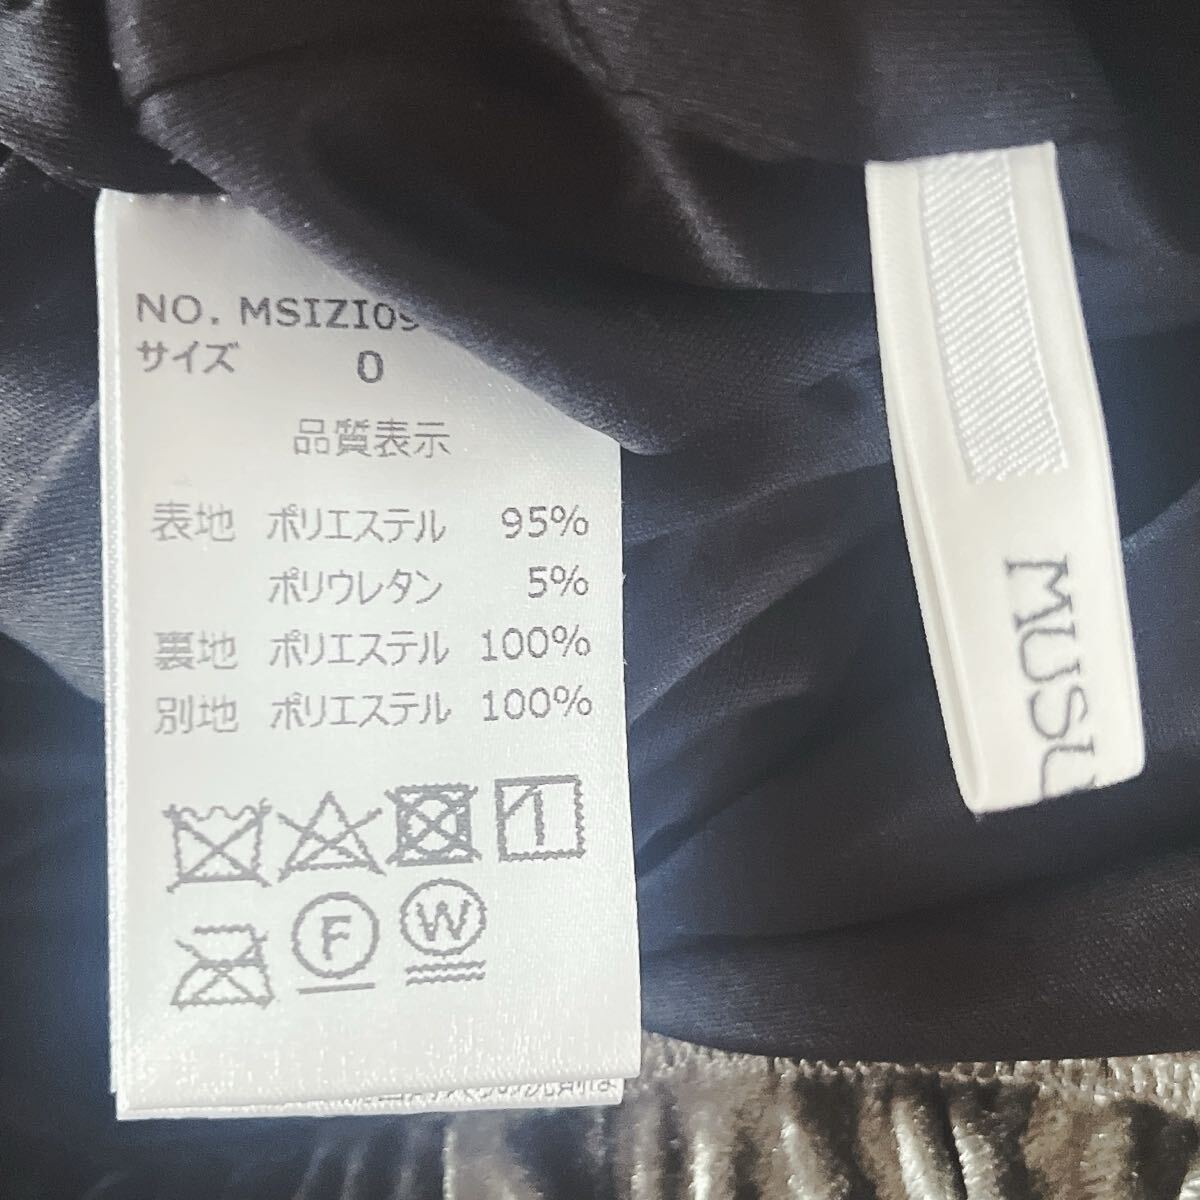 NO. MSIZI09
サイズ 0
品質表示
表地 ポリエステル 95%
ポリウレタン 5%
裏地 ポリエステル 100%
別地 ポリエステル 100%
F W
MUSU